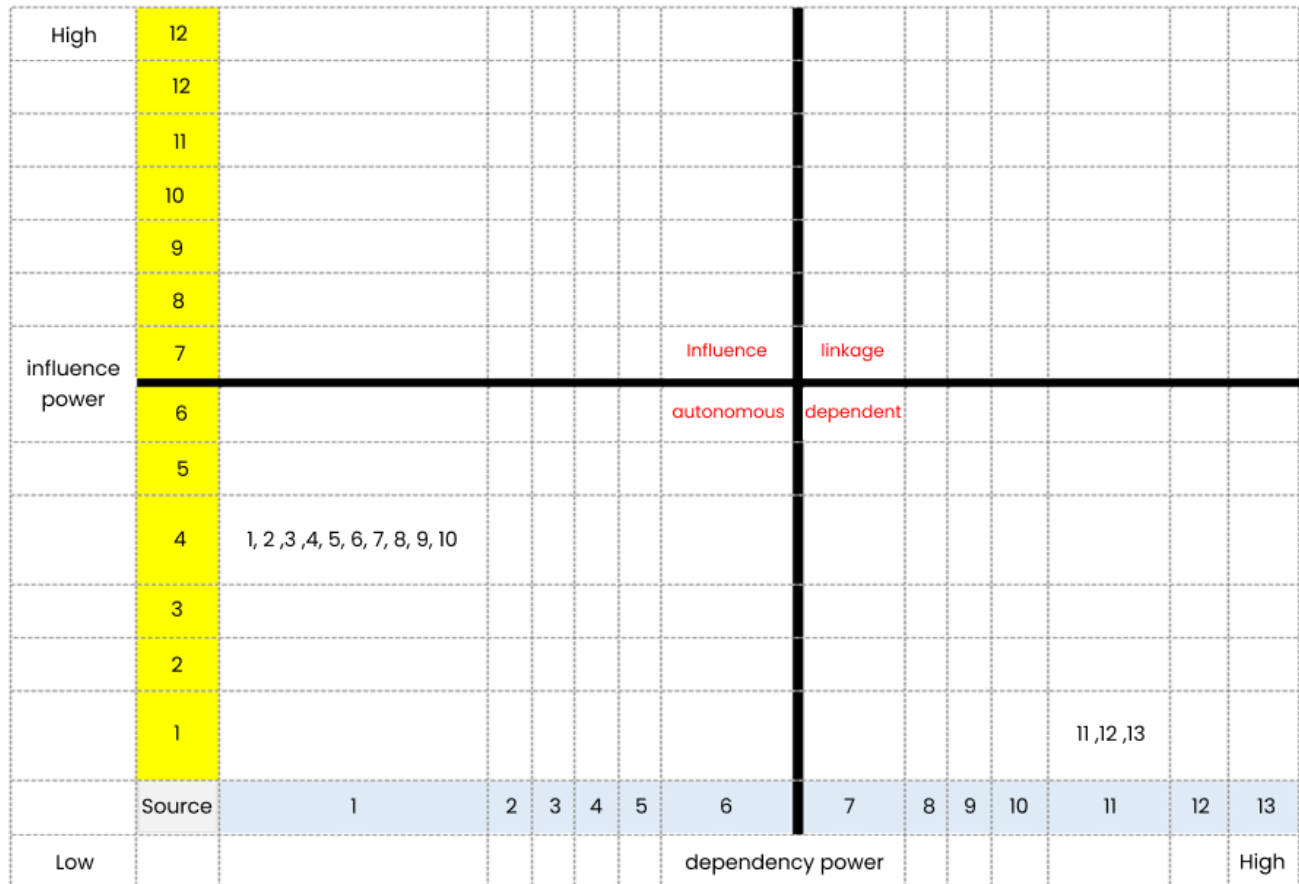 High 12
12
11
10
9
8
7 Influence linkage
influence power
6 autonomous dependent
5
4 1, 2 ,3 ,4, 5, 6, 7, 8, 9, 10
3
2
1 11 ,12 ,13
Source 1 2 3 4 5 6 7 8 9 10 11 12 13
Low dependency power High